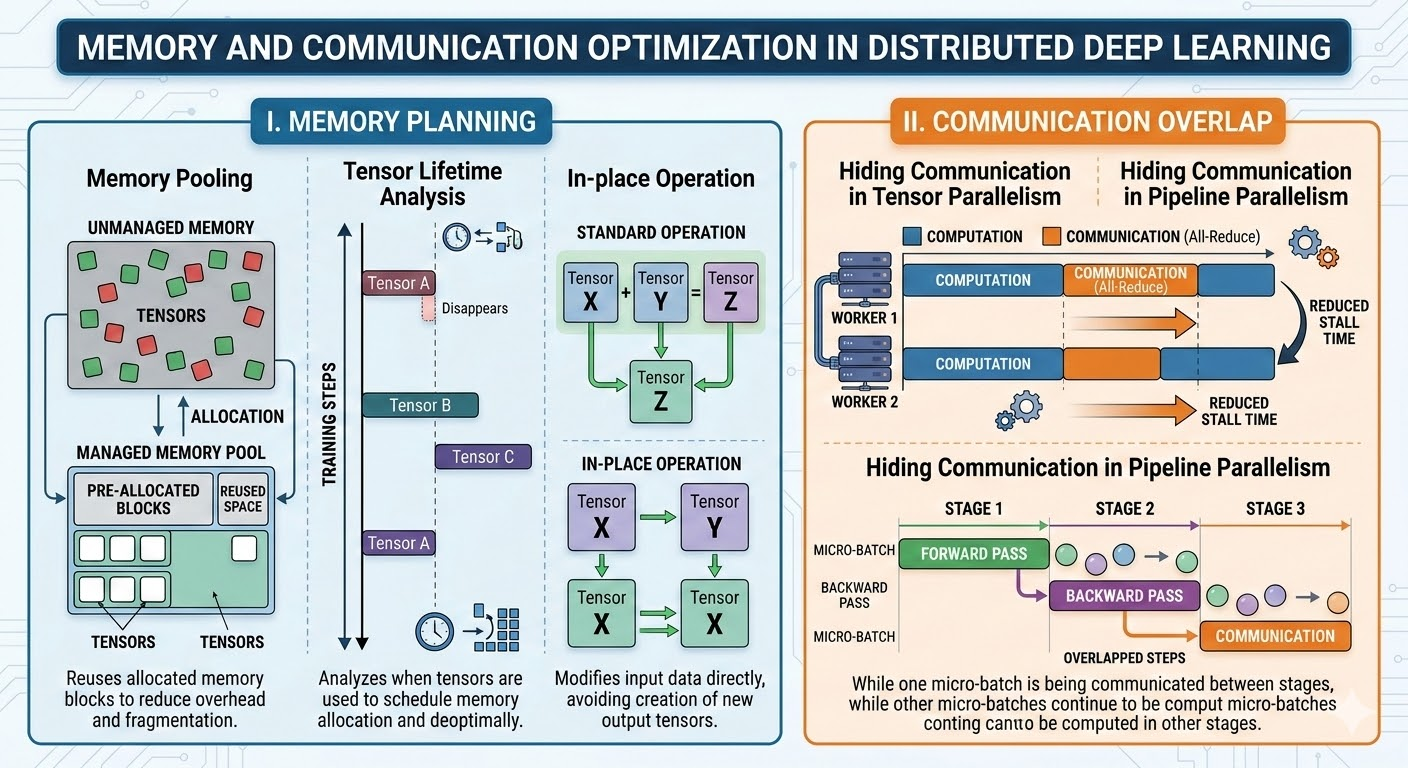 MEMORY AND COMMUNICATION OPTIMIZATION IN DISTRIBUTED DEEP LEARNING
I. MEMORY PLANNING
Memory Pooling
UNMANAGED MEMORY
TENSORS
ALLOCATION
MANAGED MEMORY POOL
PRE-ALLOCATED
BLOCKS
REUSED
SPACE
TENSORS
TENSORS
Reuses allocated memory
blocks to reduce overhead
and fragmentation.
Tensor Lifetime
Analysis
TRAINING STEPS
Tensor A
Disappears
Tensor B
Tensor C
Tensor A
Analyzes when tensors are
used to schedule memory
allocation and deoptimally.
In-place Operation
STANDARD OPERATION
Tensor
X
+
Tensor
Y
=
Tensor
Z
Tensor
Z
IN-PLACE OPERATION
Tensor
X
Tensor
Y
Tensor
X
Tensor
X
Modifies input data directly,
avoiding creation of new
output tensors.
II. COMMUNICATION OVERLAP
Hiding Communication
in Tensor Parallelism
Hiding Communication
in Pipeline Parallelism
COMPUTATION
COMMUNICATION (All-Reduce)
WORKER 1
COMPUTATION
COMMUNICATION
(All-Reduce)
REDUCED
STALL
TIME
WORKER 2
COMPUTATION
REDUCED
STALL TIME
Hiding Communication in Pipeline Parallelism
STAGE 1
STAGE 2
STAGE 3
MICRO-BATCH
FORWARD PASS
BACKWARD
PASS
BACKWARD PASS
MICRO-BATCH
COMMUNICATION
OVERLAPPED STEPS
While one micro-batch is being communicated between stages,
while other micro-batches continue to be comput micro-batches
conting canto be computed in other stages.